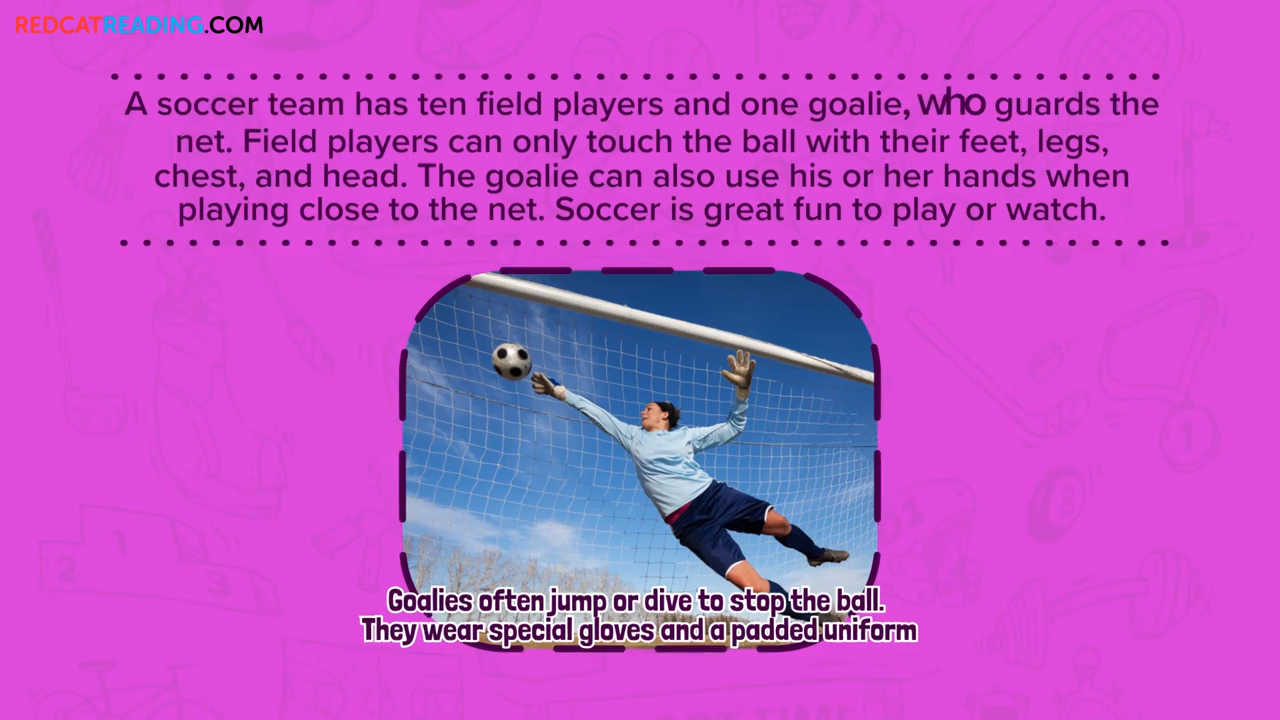 REDCATREADING.COM
A soccer team has ten field players and one goalie, who guards the
net. Field players can only touch the ball with their feet, legs,
chest, and head. The goalie can also use his or her hands when
playing close to the net. Soccer is great fun to play or watch.
Goalies often jump or dive to stop the ball.
They wear special gloves and a padded uniform